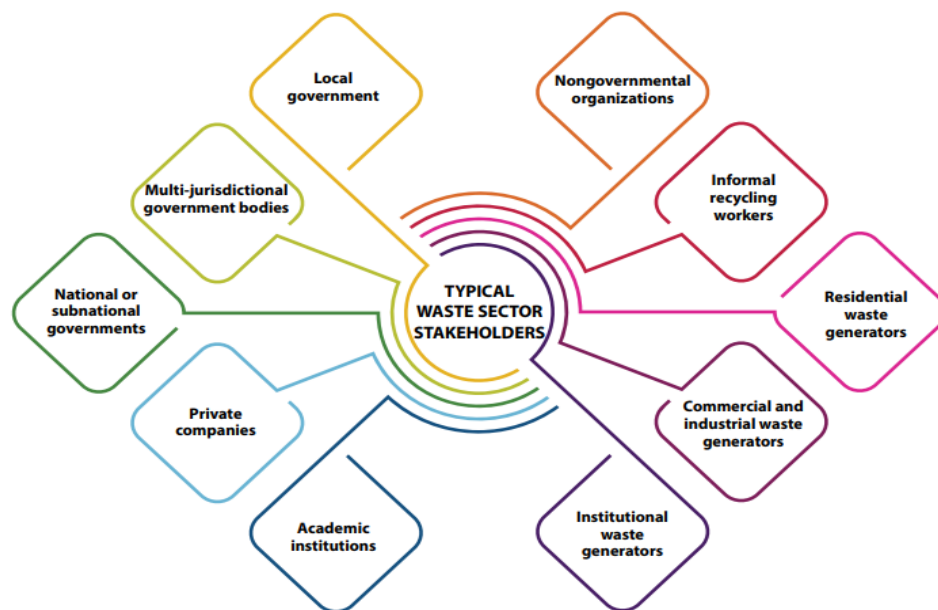 Local
government
Nongovernmental
organizations
Multi-jurisdictional
government bodies
Informal
recycling
workers
National or
subnational
governments
TYPICAL
WASTE SECTOR
STAKEHOLDERS
Residential
waste
generators
Private
companies
Commercial and
industrial waste
generators
Academic
institutions
Institutional
waste
generators